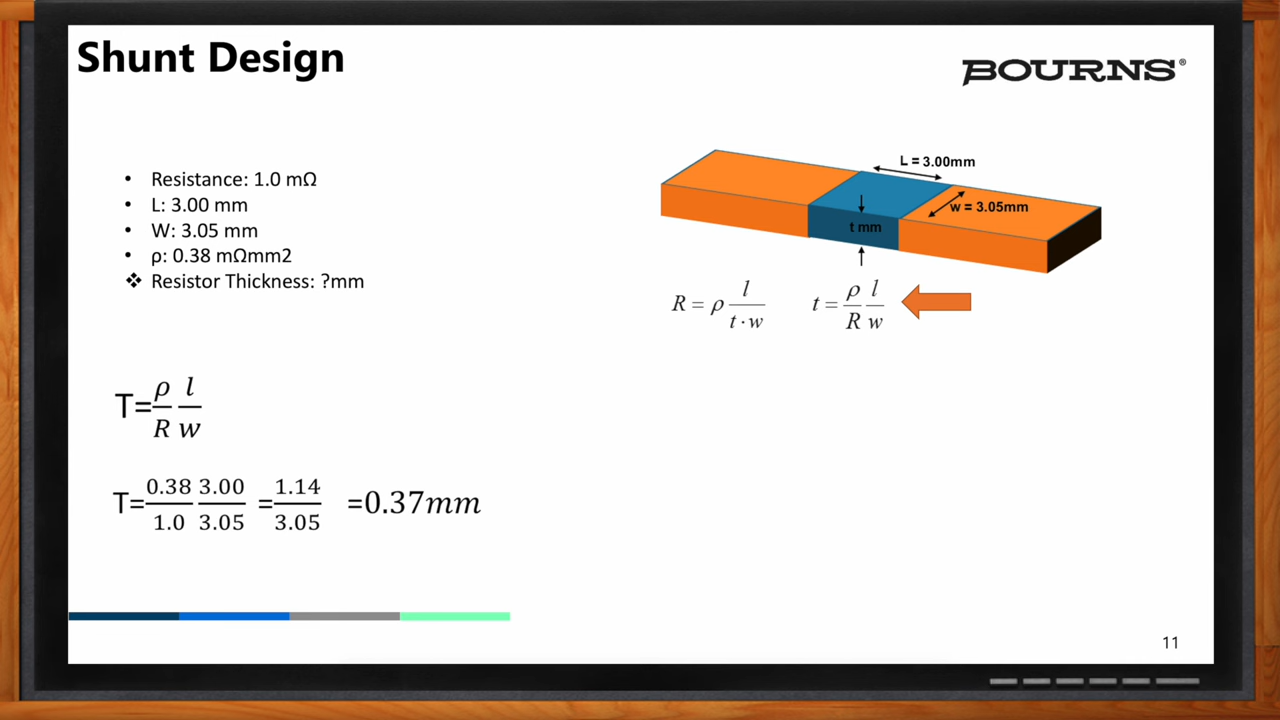 Shunt Design
BOURNS®
• Resistance: 1.0 mΩ
• L: 3.00 mm
• W: 3.05 mm
• ρ: 0.38 mΩmm2
❖ Resistor Thickness: ?mm
L = 3.00mm
w = 3.05mm
t mm
R = ρ l / t · w
t = ρ/R l/w
T=ρ/R l/w
T=0.38/1.0 3.00/3.05 =1.14/3.05 =0.37mm
11